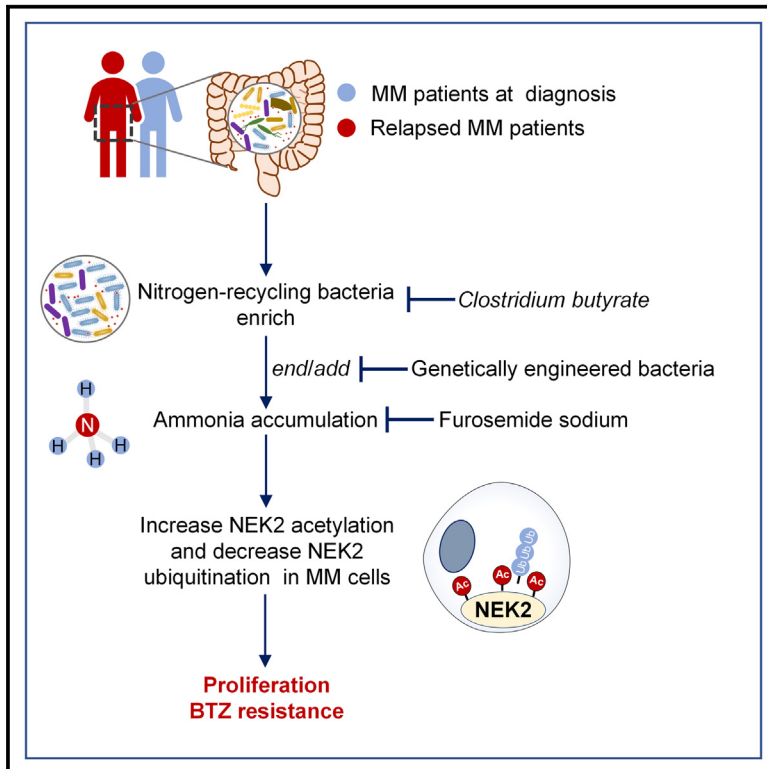 MM patients at diagnosis
Relapsed MM patients
Nitrogen-recycling bacteria
enrich
Clostridium butyrate
end/add
Genetically engineered bacteria
H
N
H
H
H
Ammonia accumulation
Furosemide sodium
Increase NEK2 acetylation
and decrease NEK2
ubiquitination in MM cells
Ub
Ub
Ub
Ac
Ac
Ac
NEK2
Proliferation
BTZ resistance